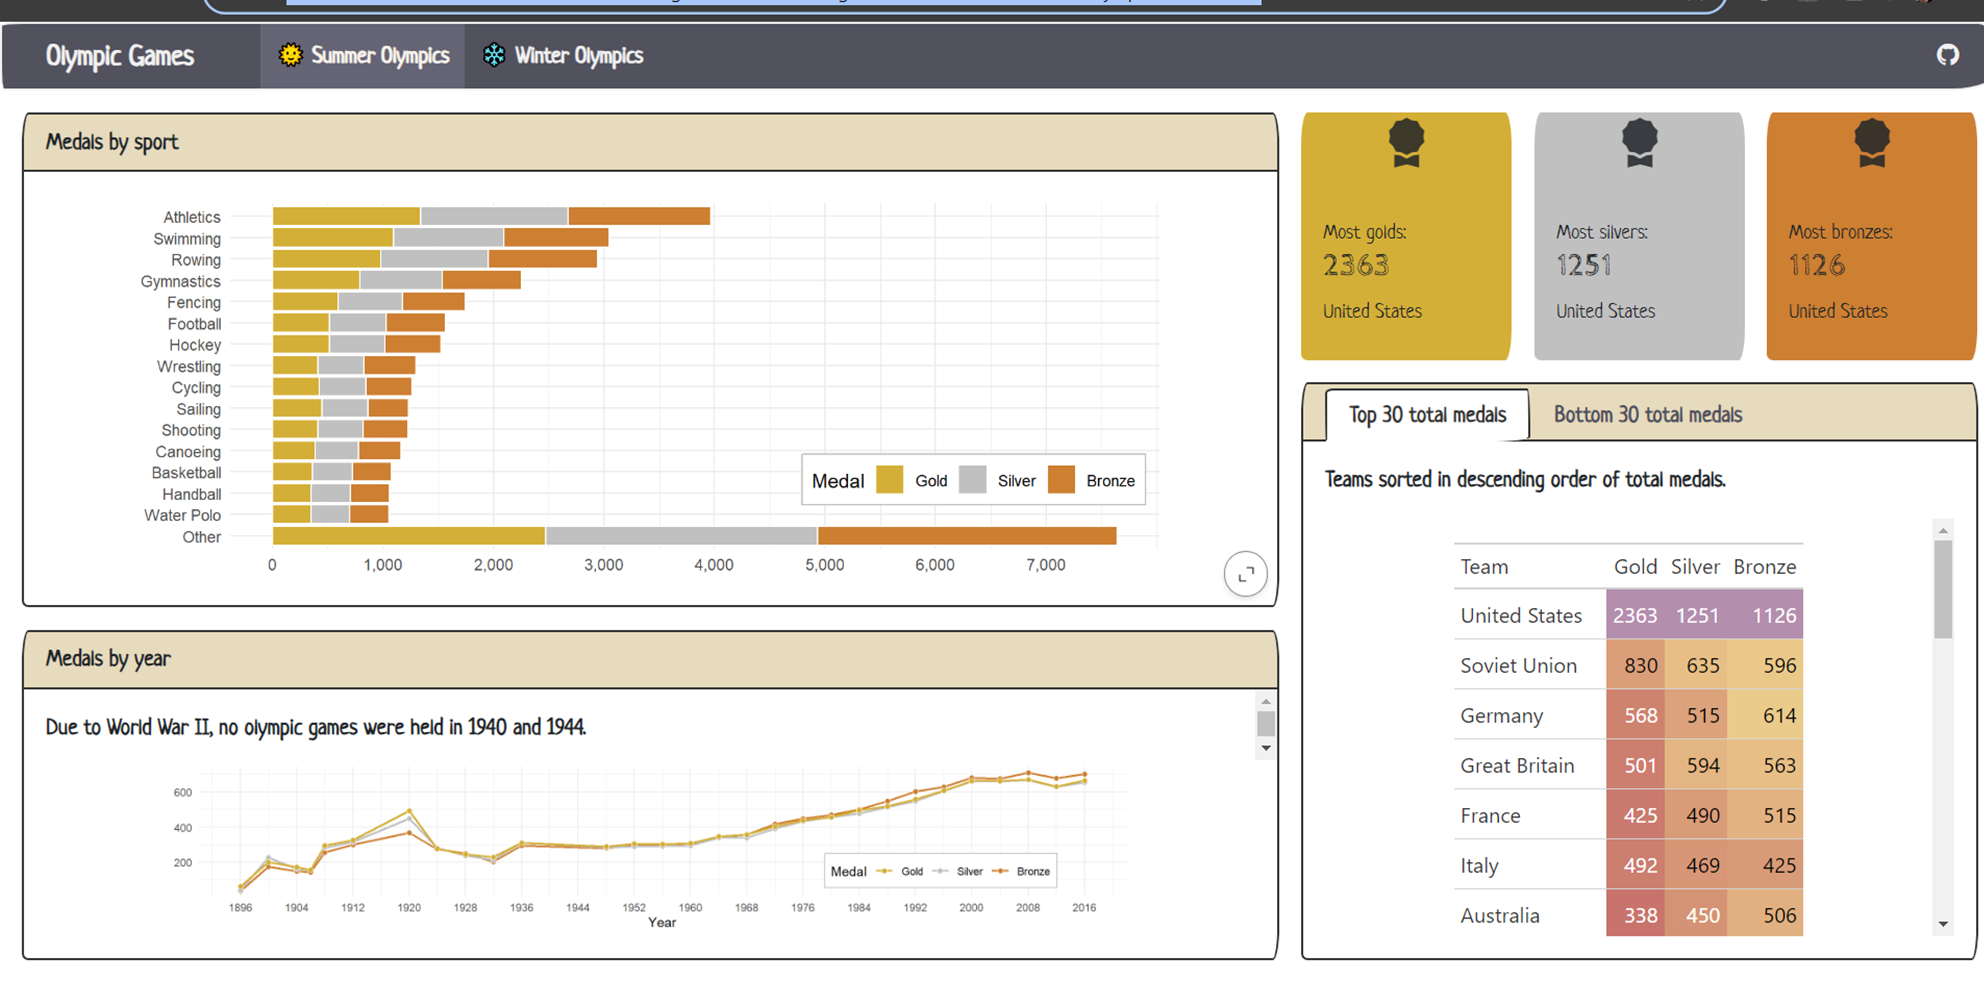 Olympic Games
Summer Olympics
Winter Olympics
Medals by sport
Athletics
Swimming
Rowing
Gymnastics
Fencing
Football
Hockey
Wrestling
Cycling
Sailing
Shooting
Canoeing
Basketball
Handball
Water Polo
Other
Medal Gold Silver Bronze
0 1,000 2,000 3,000 4,000 5,000 6,000 7,000
Medals by year
Due to World War II, no olympic games were held in 1940 and 1944.
600
400
200
Medal Gold Silver Bronze
1896 1904 1912 1920 1928 1936 1944 1952 1960 1968 1976 1984 1992 2000 2008 2016
Year
Most golds:
2363
United States
Most silvers:
1251
United States
Most bronzes:
1126
United States
Top 30 total medals
Bottom 30 total medals
Teams sorted in descending order of total medals.
Team Gold Silver Bronze
United States 2363 1251 1126
Soviet Union 830 635 596
Germany 568 515 614
Great Britain 501 594 563
France 425 490 515
Italy 492 469 425
Australia 338 450 506